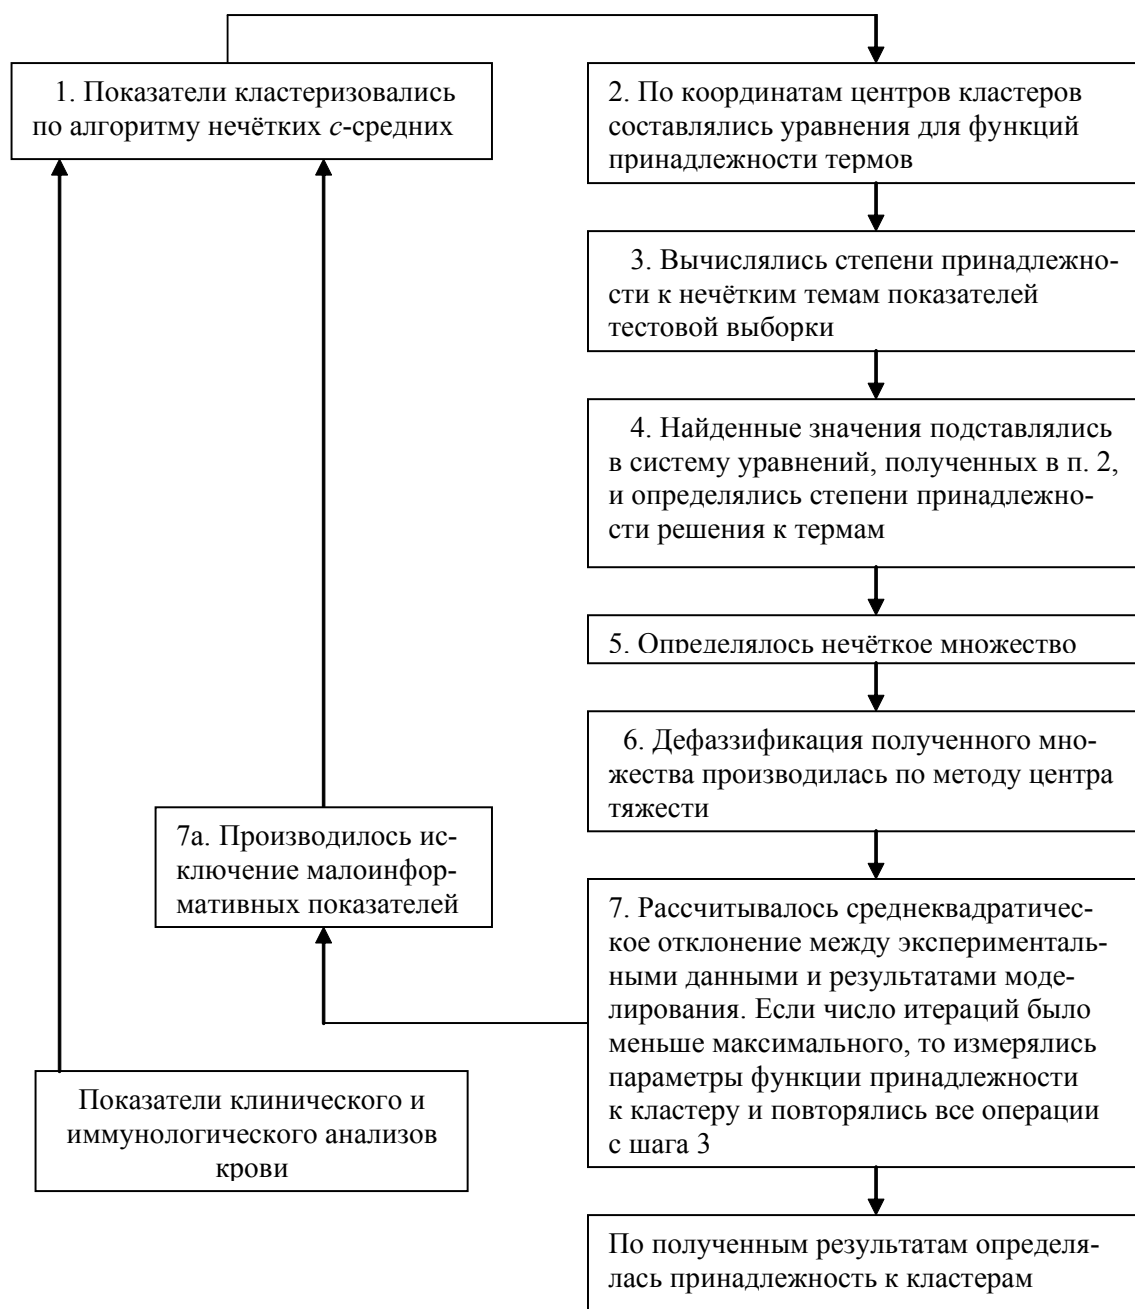 1. Показатели кластеризовались
по алгоритму нечётких с-средних
2. По координатам центров кластеров
составлялись уравнения для функций
принадлежности термов
3. Вычислялись степени принадлежно-
сти к нечётким темам показателей
тестовой выборки
4. Найденные значения подставлялись
в систему уравнений, полученных в п. 2,
и определялись степени принадлежно-
сти решения к термам
5. Определялось нечёткое множество
6. Дефаззификация полученного мно-
жества производилась по методу центра
тяжести
7а. Производилось ис-
ключение малоинфор-
мативных показателей
7. Рассчитывалось среднеквадратичес-
кое отклонение между эксперименталь-
ными данными и результатами моде-
лирования. Если число итераций было
меньше максимального, то измерялись
параметры функции принадлежности
к кластеру и повторялись все операции
с шага 3
Показатели клинического и
иммунологического анализов
крови
По полученным результатам определя-
лась принадлежность к кластерам